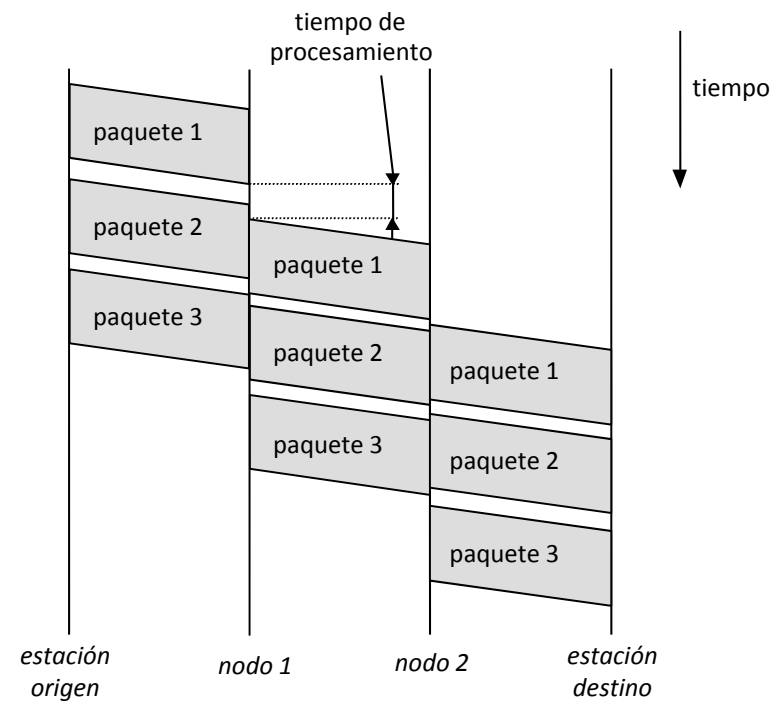 tiempo de
procesamiento
tiempo
paquete 1
paquete 2
paquete 3
paquete 1
paquete 2
paquete 3
paquete 1
paquete 2
paquete 3
estación
origen
nodo 1
nodo 2
estación
destino